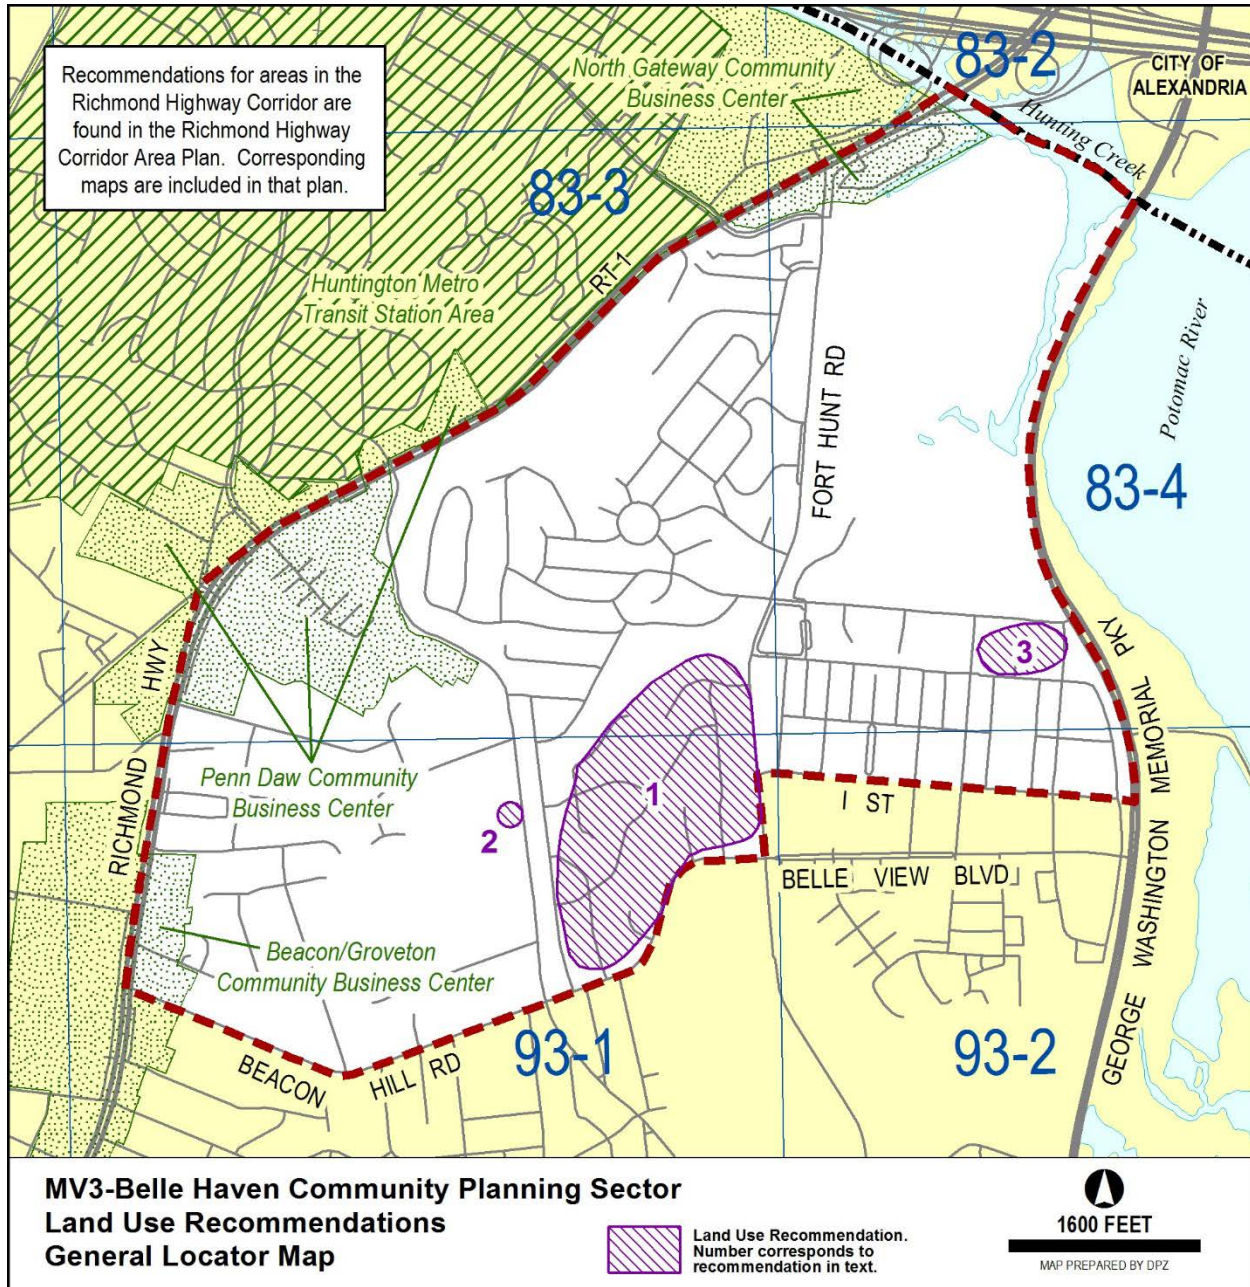 Recommendations for areas in the
Richmond Highway Corridor are
found in the Richmond Highway
Corridor Area Plan. Corresponding
maps are included in that plan.
North Gateway Community
Business Center
83-2
CITY OF
ALEXANDRIA
Hunting Creek
83-3
Huntington Metro
Transit Station Area
RT 1
Potomac River
FORT HUNT RD
83-4
3
RICHMOND HWY
Penn Daw Community
Business Center
1
2
I ST
BELLE VIEW BLVD
GEORGE WASHINGTON MEMORIAL PKY
Beacon/Groveton
Community Business Center
93-1
93-2
BEACON HILL RD
MV3-Belle Haven Community Planning Sector
Land Use Recommendations
General Locator Map
Land Use Recommendation.
Number corresponds to
recommendation in text.
1600 FEET
MAP PREPARED BY DPZ